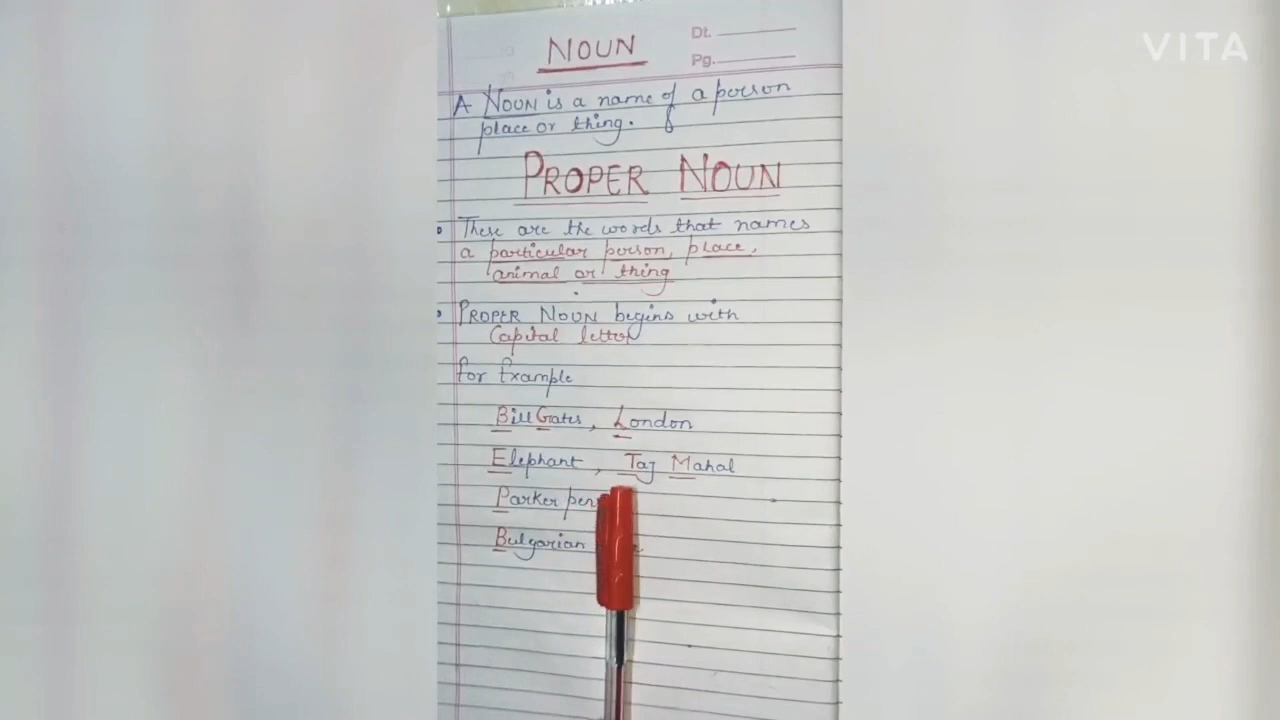 VITA
Dt.
NOUN
Pg.
A NOUN is a name of a person
place or thing.
PROPER NOUN
These are the words that names
a particular person, place,
animal or thing
PROPER NOUN begins with
Capital letter
for Example
Bill Gates, London
Elephant, Taj Mahal
Parker pen
Bulgarian